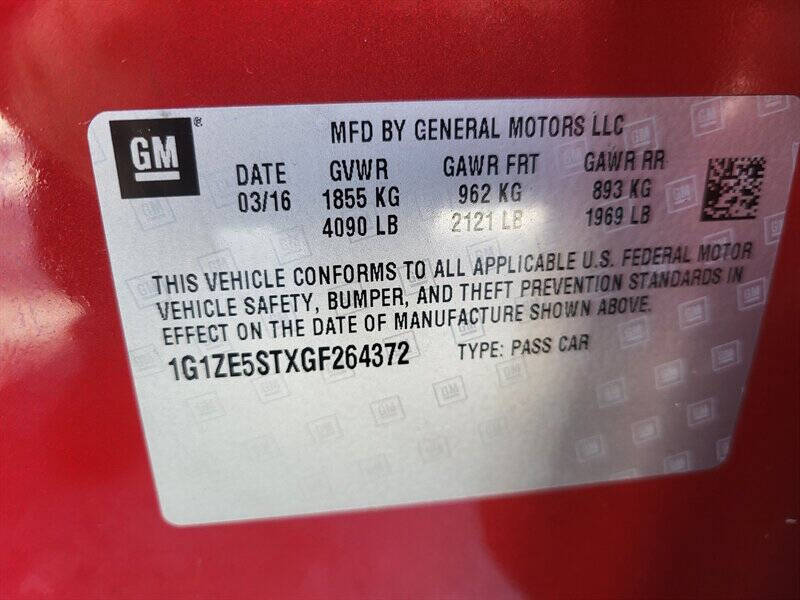 GM ® MFD BY GENERAL MOTORS LLC
DATE GVWR GAWR FRT GAWR RR
03/16 1855 KG 962 KG 893 KG
4090 LB 2121 LB 1969 LB
THIS VEHICLE CONFORMS TO ALL APPLICABLE U.S. FEDERAL MOTOR
VEHICLE SAFETY, BUMPER, AND THEFT PREVENTION STANDARDS IN
EFFECT ON THE DATE OF MANUFACTURE SHOWN ABOVE.
1G1ZE5STXGF264372 TYPE: PASS CAR